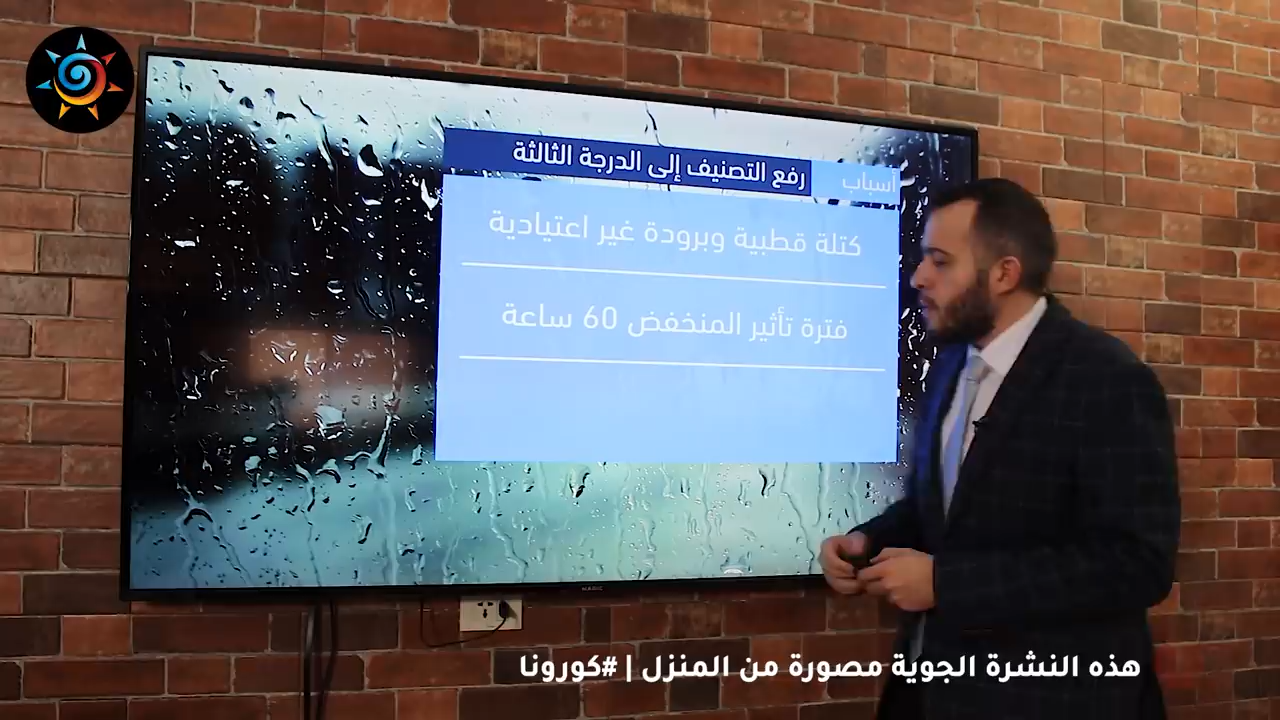 أسباب رفع التصنيف إلى الدرجة الثالثة
كتلة قطبية وبرودة غير اعتيادية
فترة تأثير المنخفض 60 ساعة
هذه النشرة الجوية مصورة من المنزل | #كورونا